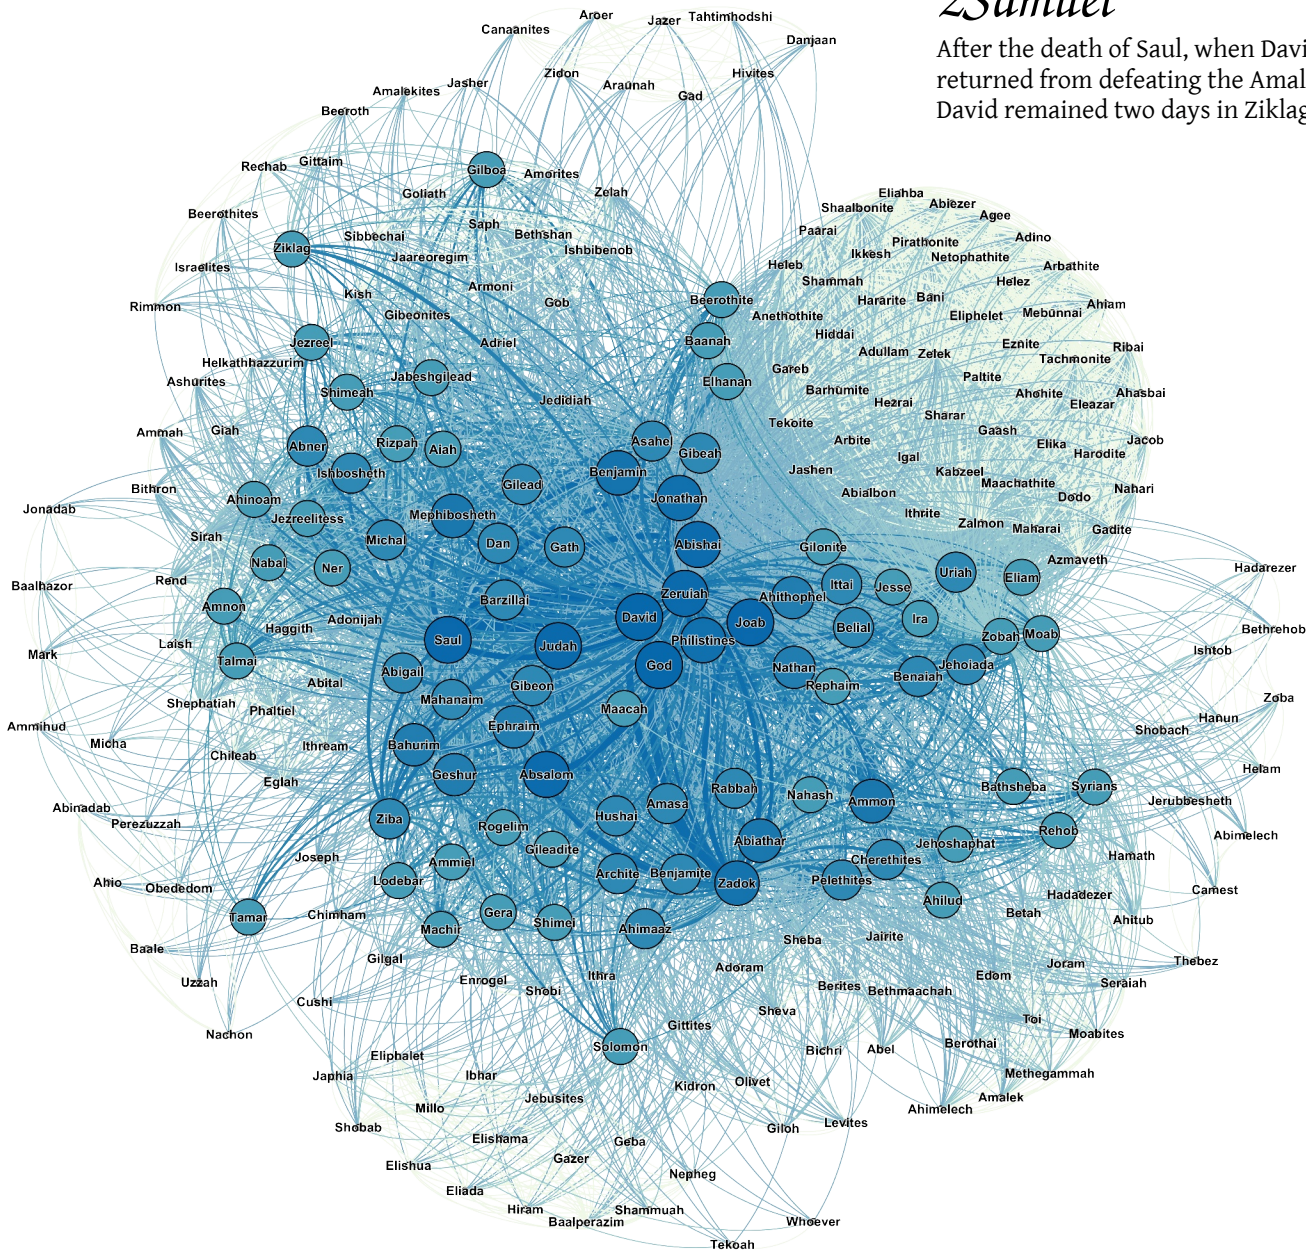 2Samuel
After the death of Saul, when Davi
returned from defeating the Amal
David remained two days in Ziklag
Aroer
Jazer
Tahtimhodshi
Canaanites
Danjaan
Zidon
Hivites
Jasher
Araunah
Amalekites
Gad
Beeroth
Rechab
Gittaim
Gilboa
Amorites
Goliath
Zelah
Eliahba
Shaalbonite
Abiezer
Agee
Beerothites
Saph
Paarai
Sibbechai
Bethshan
Adino
Ziklag
Pirathonite
Ishbibenob
Ikkesh
Netophathite
Jaareoregim
Israelites
Heleb
Arbathite
Shammah
Helez
Armoni
Kish
Beerothite
Hararite
Bani
Gob
Rimmon
Ahiam
Mebunnai
Gibeonites
Anethothite
Eliphelet
Hiddai
Jezreel
Adriel
Baanah
Eznite
Ribai
Adullam
Zelek
Tachmonite
Helkathhazzurim
Gareb
Jabeshgilead
Paltite
Ashurites
Elhanan
Barhumite
Shimeah
Ahohite
Ahasbai
Jedidiah
Hezrai
Eleazar
Sharar
Tekoite
Ammah
Giah
Gaash
Asahel
Arbite
Jacob
Abner
Rizpah
Aiah
Elika
Gibeah
Harodite
Igal
Jashen
Benjamin
Ishbosheth
Kabzeel
Maachathite
Gilead
Bithron
Abialbon
Nahari
Ahinoam
Jonathan
Dodo
Jonadab
Mephibosheth
Ithrite
Jezreelitess
Zalmon
Maharai
Gadite
Sirah
Michal
Dan
Gath
Abishai
Gilonite
Nabal
Ner
Azmaveth
Hadarezer
Uriah
Eliam
Rend
Baalhazor
Ittai
Jesse
Zeruiah
Ahithophel
Barzillai
Amnon
David
Joab
Ira
Adonijah
Haggith
Belial
Bethrehob
Saul
Philistines
Zobah
Moab
Laish
Judah
Ishtob
Mark
Talmai
God
Nathan
Jehoiada
Abigail
Benaiah
Abital
Gibeon
Rephaim
Mahanaim
Zoba
Shephatiah
Phaltiel
Maacah
Hanun
Ammihud
Ephraim
Shobach
Micha
Bahurim
Ithream
Chileab
Helam
Geshur
Absalom
Eglah
Rabbah
Bathsheba
Syrians
Nahash
Ammon
Jerubbesheth
Amasa
Abinadab
Hushai
Ziba
Perezuzzah
Rogelim
Rehob
Abimelech
Abiathar
Jehoshaphat
Gileadite
Joseph
Hamath
Cherethites
Ammiel
Archite
Benjamite
Lodebar
Pelethites
Ahio
Obededom
Zadok
Camest
Hadadezer
Ahilud
Gera
Betah
Tamar
Chimham
Shimei
Ahitub
Machir
Ahimaaz
Jairite
Sheba
Baale
Gilgal
Thebez
Joram
Adoram
Edom
Ithra
Enrogel
Uzzah
Seraiah
Berites
Bethmaachah
Shobi
Cushi
Sheva
Toi
Gittites
Nachon
Moabites
Berothai
Solomon
Bichri
Abel
Eliphalet
Methegammah
Japhia
Ibhar
Olivet
Kidron
Jebusites
Amalek
Millo
Ahimelech
Levites
Shobab
Giloh
Elishama
Geba
Gazer
Elishua
Nepheg
Eliada
Hiram
Shammuah
Baalperazim
Whoever
Tekoah